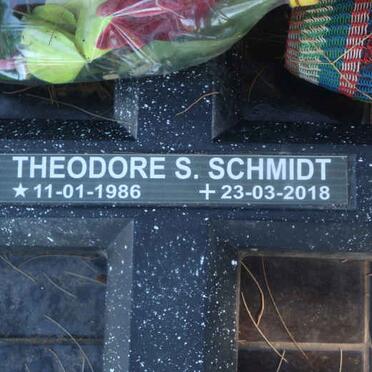 THEODORE S. SCHMIDT
★ 11-01-1986 + 23-03-2018